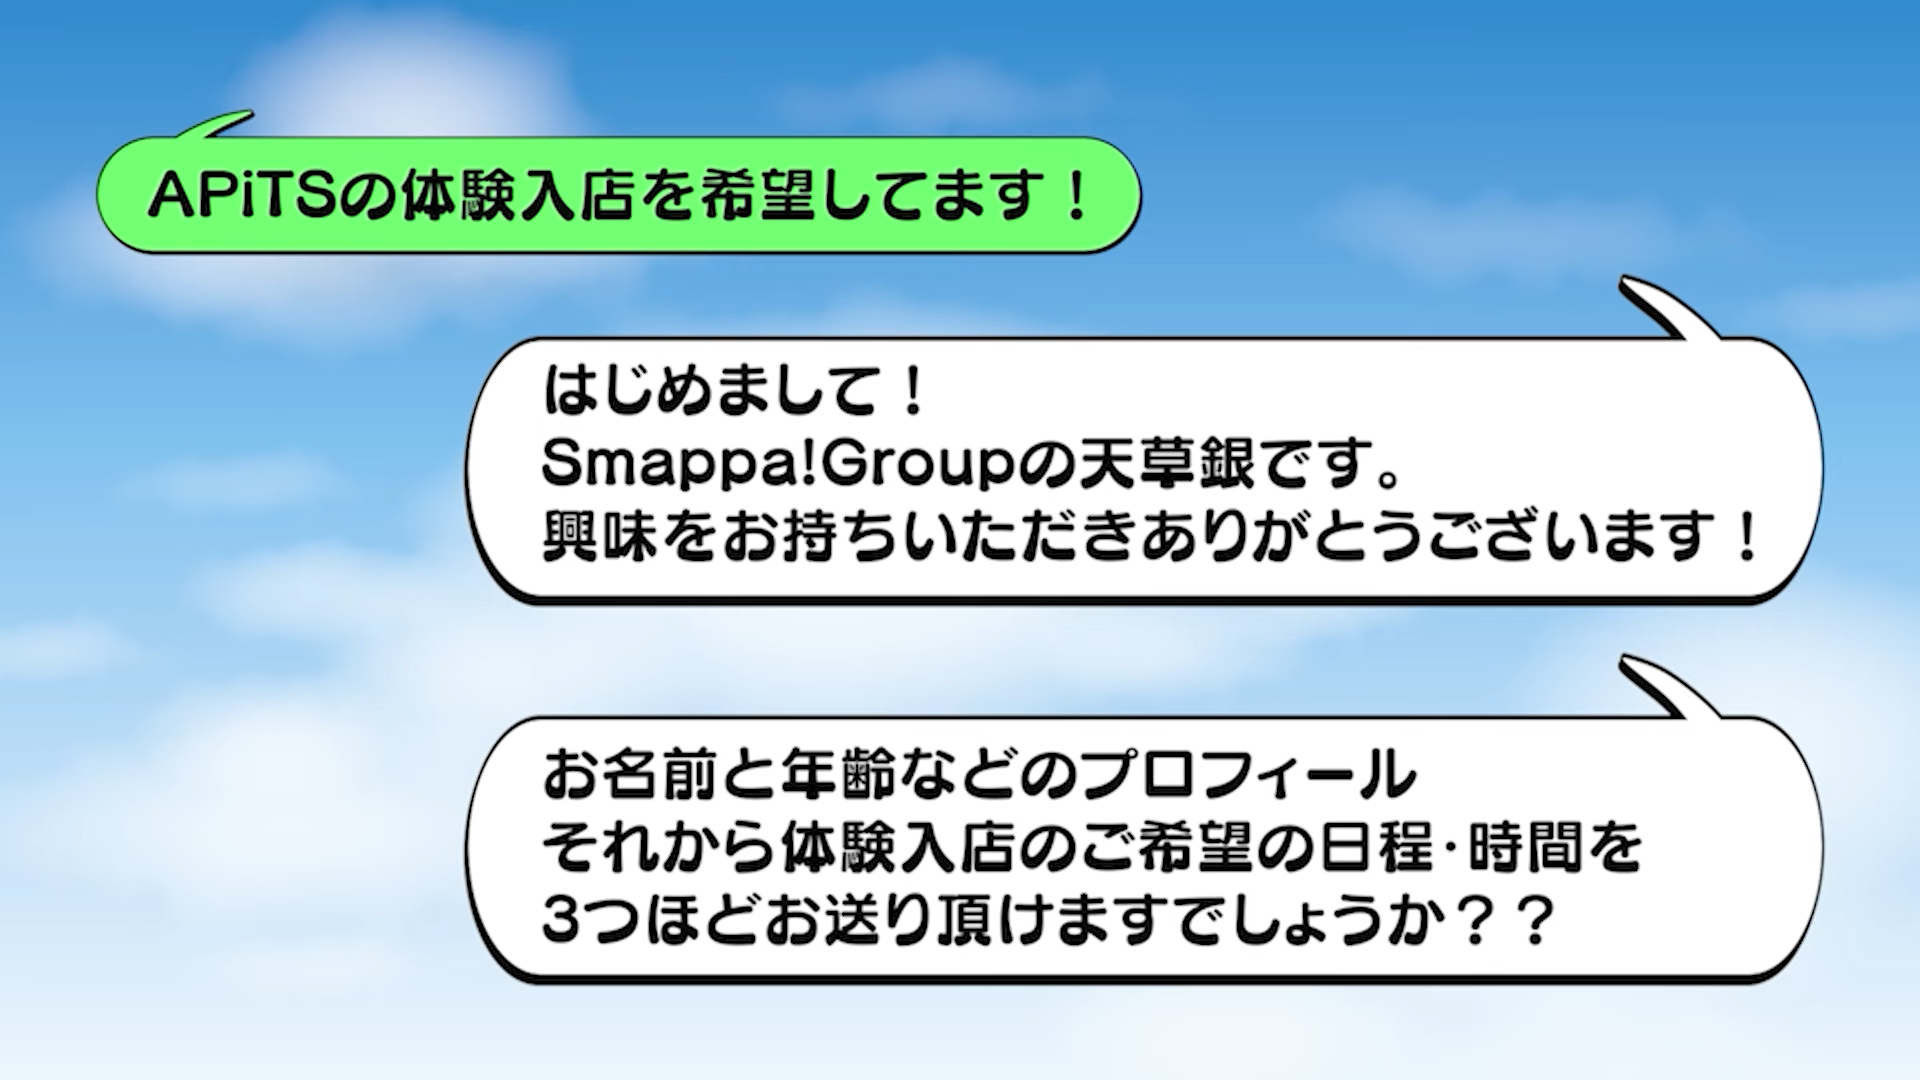 APiTSの体験入店を希望してます！
はじめまして！
Smappa!Groupの天草銀です。
興味をお持ちいただきありがとうございます！
お名前と年齢などのプロフィール
それから体験入店のご希望の日程･時間を
3つほどお送り頂けますでしょうか？？